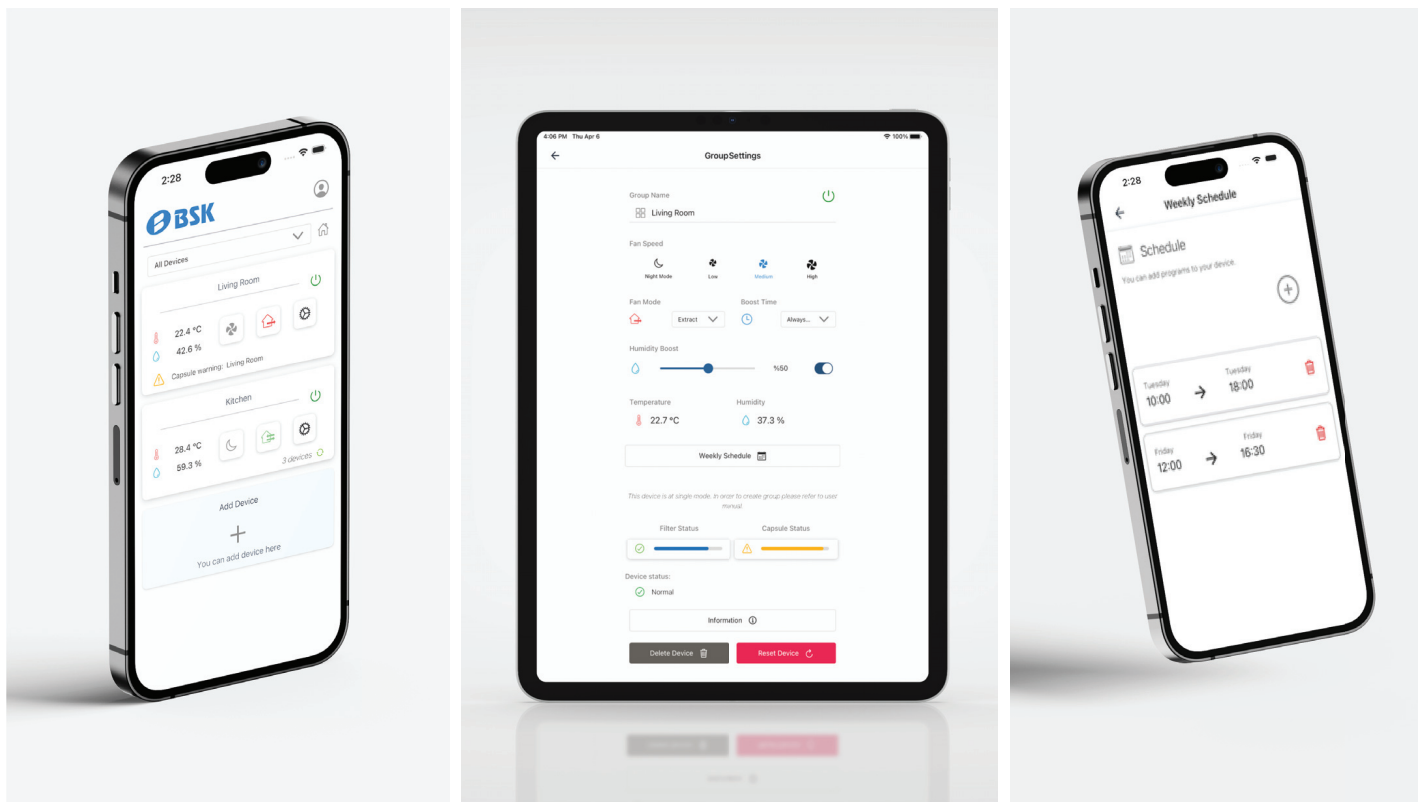 2:28
BSK
All Devices
Living Room
22.4 °C
42.6 %
Capsule warning: Living Room
Kitchen
28.4 °C
59.3 %
3 devices
Add Device
You can add device here
4:06 PM Thu Apr 6
100%
GroupSettings
Group Name
Living Room
Fan Speed
Night Mode Low Medium High
Fan Mode Boost Time
Extract Always...
Humidity Boost
%50
Temperature Humidity
22.7 °C 37.3 %
Weekly Schedule
This device is at single-mode. In order to create group please refer to user
manual.
Filter Status Capsule Status
Device status:
Normal
Information
Delete Device Reset Device
2:28
Weekly Schedule
Schedule
You can add programs to your device.
Tuesday Tuesday
10:00 18:00
Friday Friday
12:00 16:30